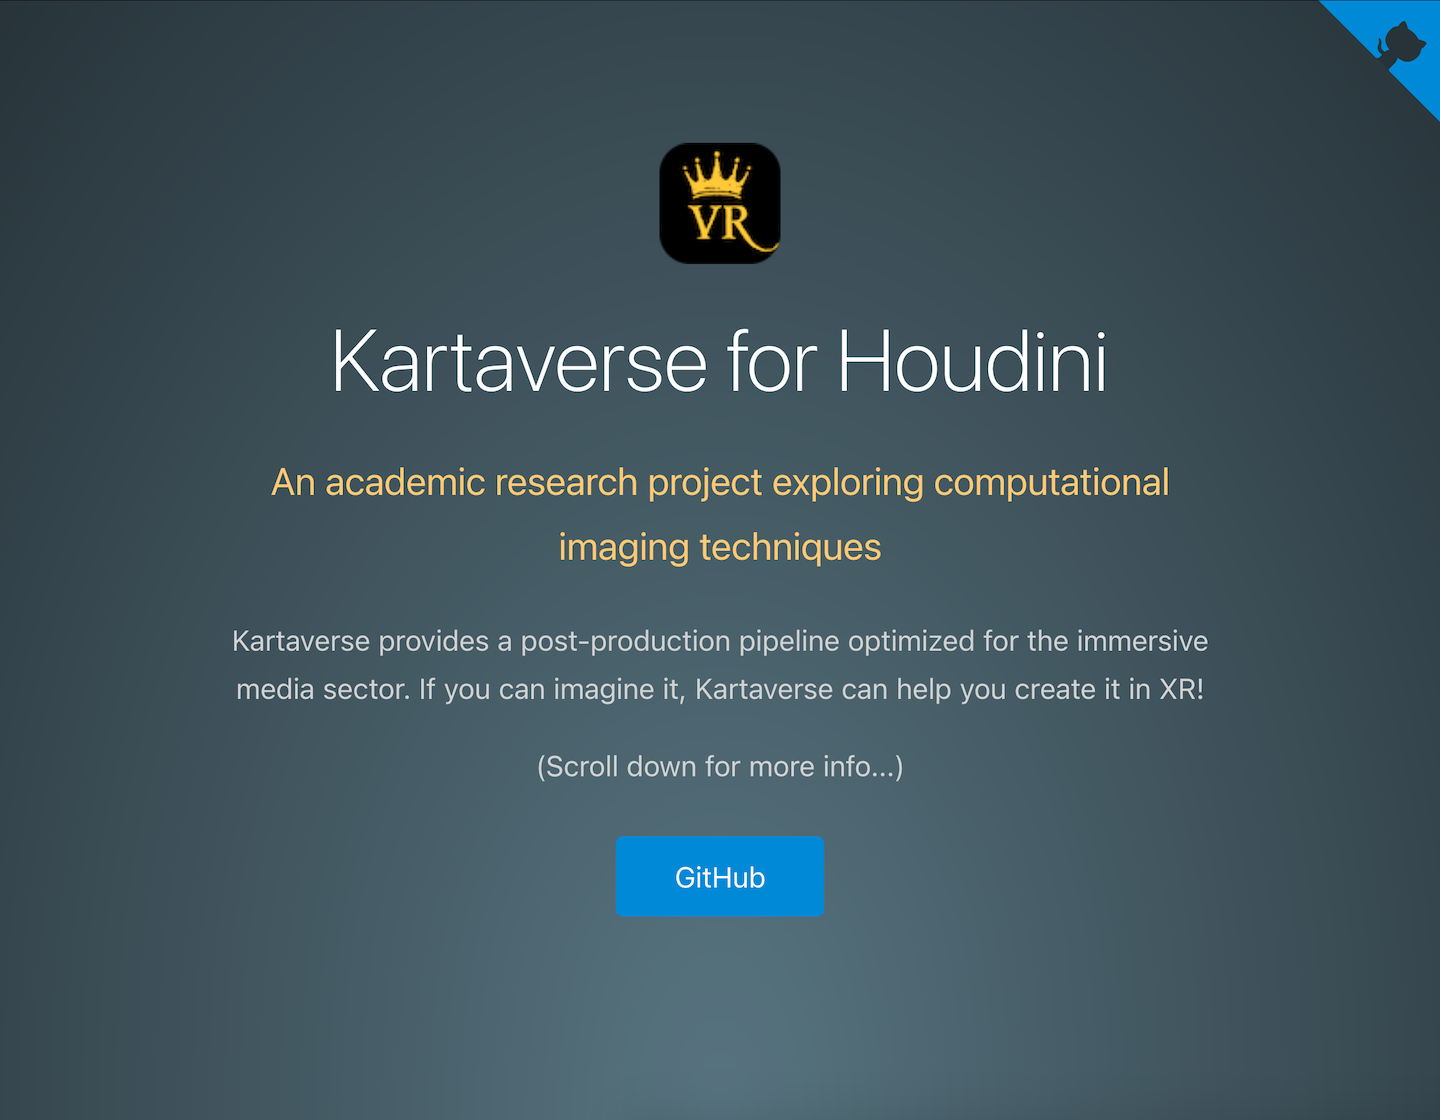 VR
Kartaverse for Houdini
An academic research project exploring computational
imaging techniques
Kartaverse provides a post-production pipeline optimized for the immersive
media sector. If you can imagine it, Kartaverse can help you create it in XR!
(Scroll down for more info...)
GitHub